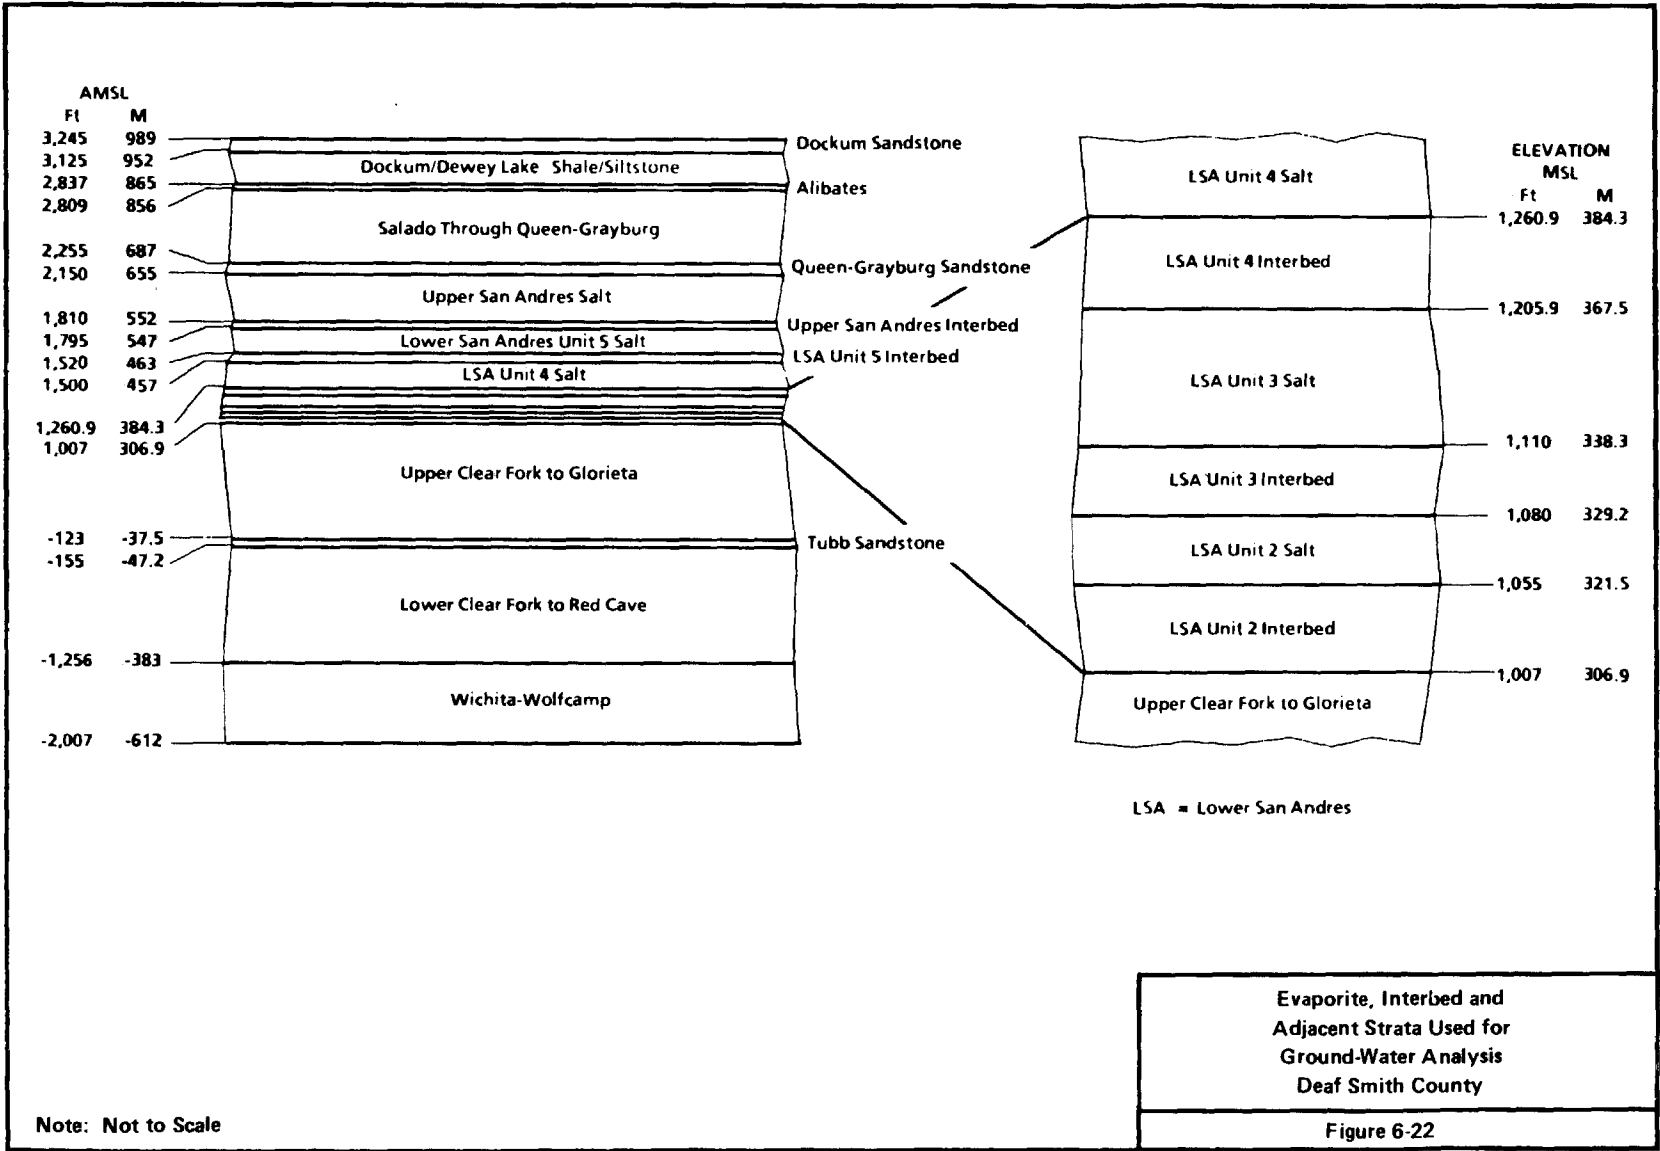 AMSL
Ft M
3,245 989
3,125 952
2,837 865
2,809 856
2,255 687
2,150 655
1,810 552
1,795 547
1,520 463
1,500 457
1,260.9 384.3
1,007 306.9
-123 -37.5
-155 -47.2
-1,256 -383
-2,007 -612
Dockum Sandstone
Dockum/Dewey Lake Shale/Siltstone
Alibates
Salado Through Queen-Grayburg
Queen-Grayburg Sandstone
Upper San Andres Salt
Upper San Andres Interbed
Lower San Andres Unit 5 Salt
LSA Unit 5 Interbed
LSA Unit 4 Salt
Upper Clear Fork to Glorieta
Tubb Sandstone
Lower Clear Fork to Red Cave
Wichita-Wolfcamp
LSA Unit 4 Salt
LSA Unit 4 Interbed
LSA Unit 3 Salt
LSA Unit 3 Interbed
LSA Unit 2 Salt
LSA Unit 2 Interbed
Upper Clear Fork to Glorieta
ELEVATION
MSL
Ft M
1,260.9 384.3
1,205.9 367.5
1,110 338.3
1,080 329.2
1,055 321.5
1,007 306.9
LSA = Lower San Andres
Evaporite, Interbed and
Adjacent Strata Used for
Ground-Water Analysis
Deaf Smith County
Figure 6-22
Note: Not to Scale